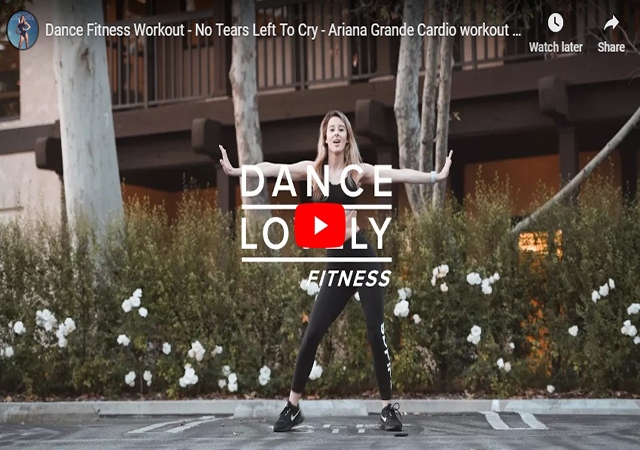 Dance Fitness Workout - No Tears Left To Cry - Ariana Grande Cardio workout ...
Watch later
Share
DANCE
LO
LY
FITNESS